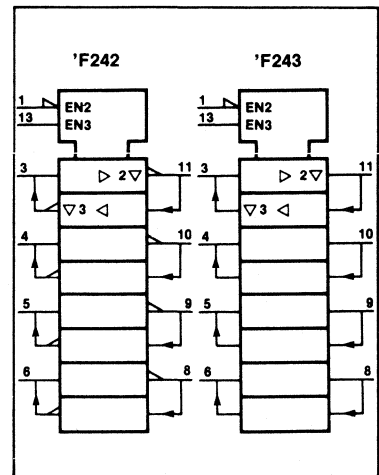 'F242
1 EN2
13 EN3
3 ▷ 2▽ 11
▽3 ◁
4 10
5 9
6 8
'F243
1 EN2
13 EN3
3 ▷ 2▽ 11
▽3 ◁
4 10
5 9
6 8